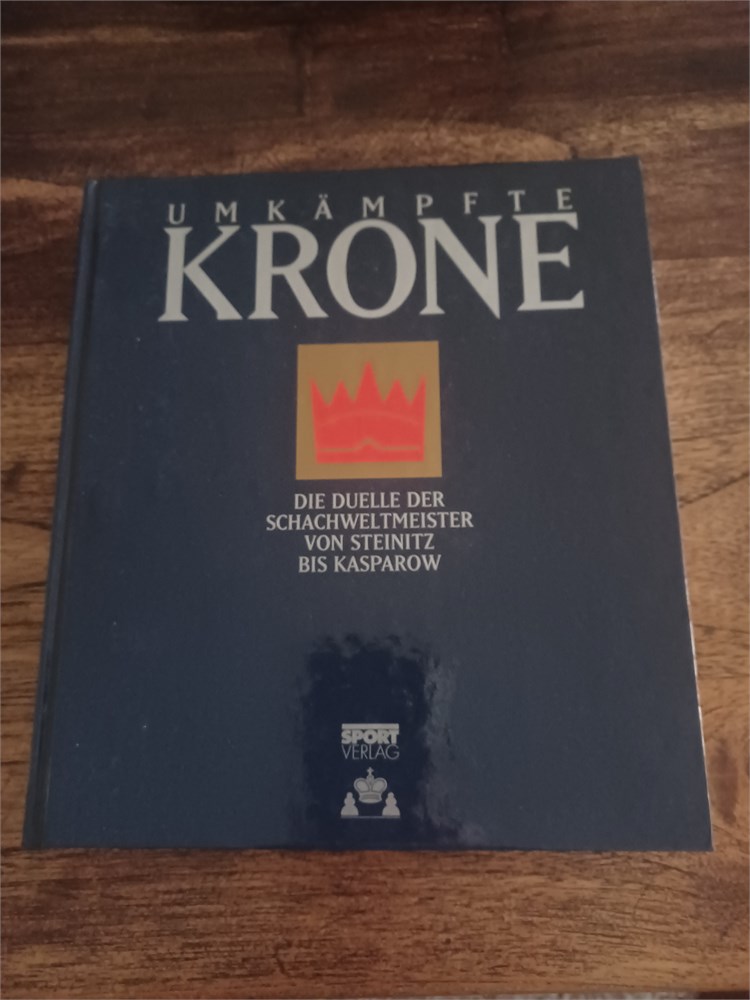 UMKÄMPFTE
KRONE
DIE DUELLE DER
SCHACHWELTMEISTER
VON STEINITZ
BIS KASPAROW
SPORT
VERLAG